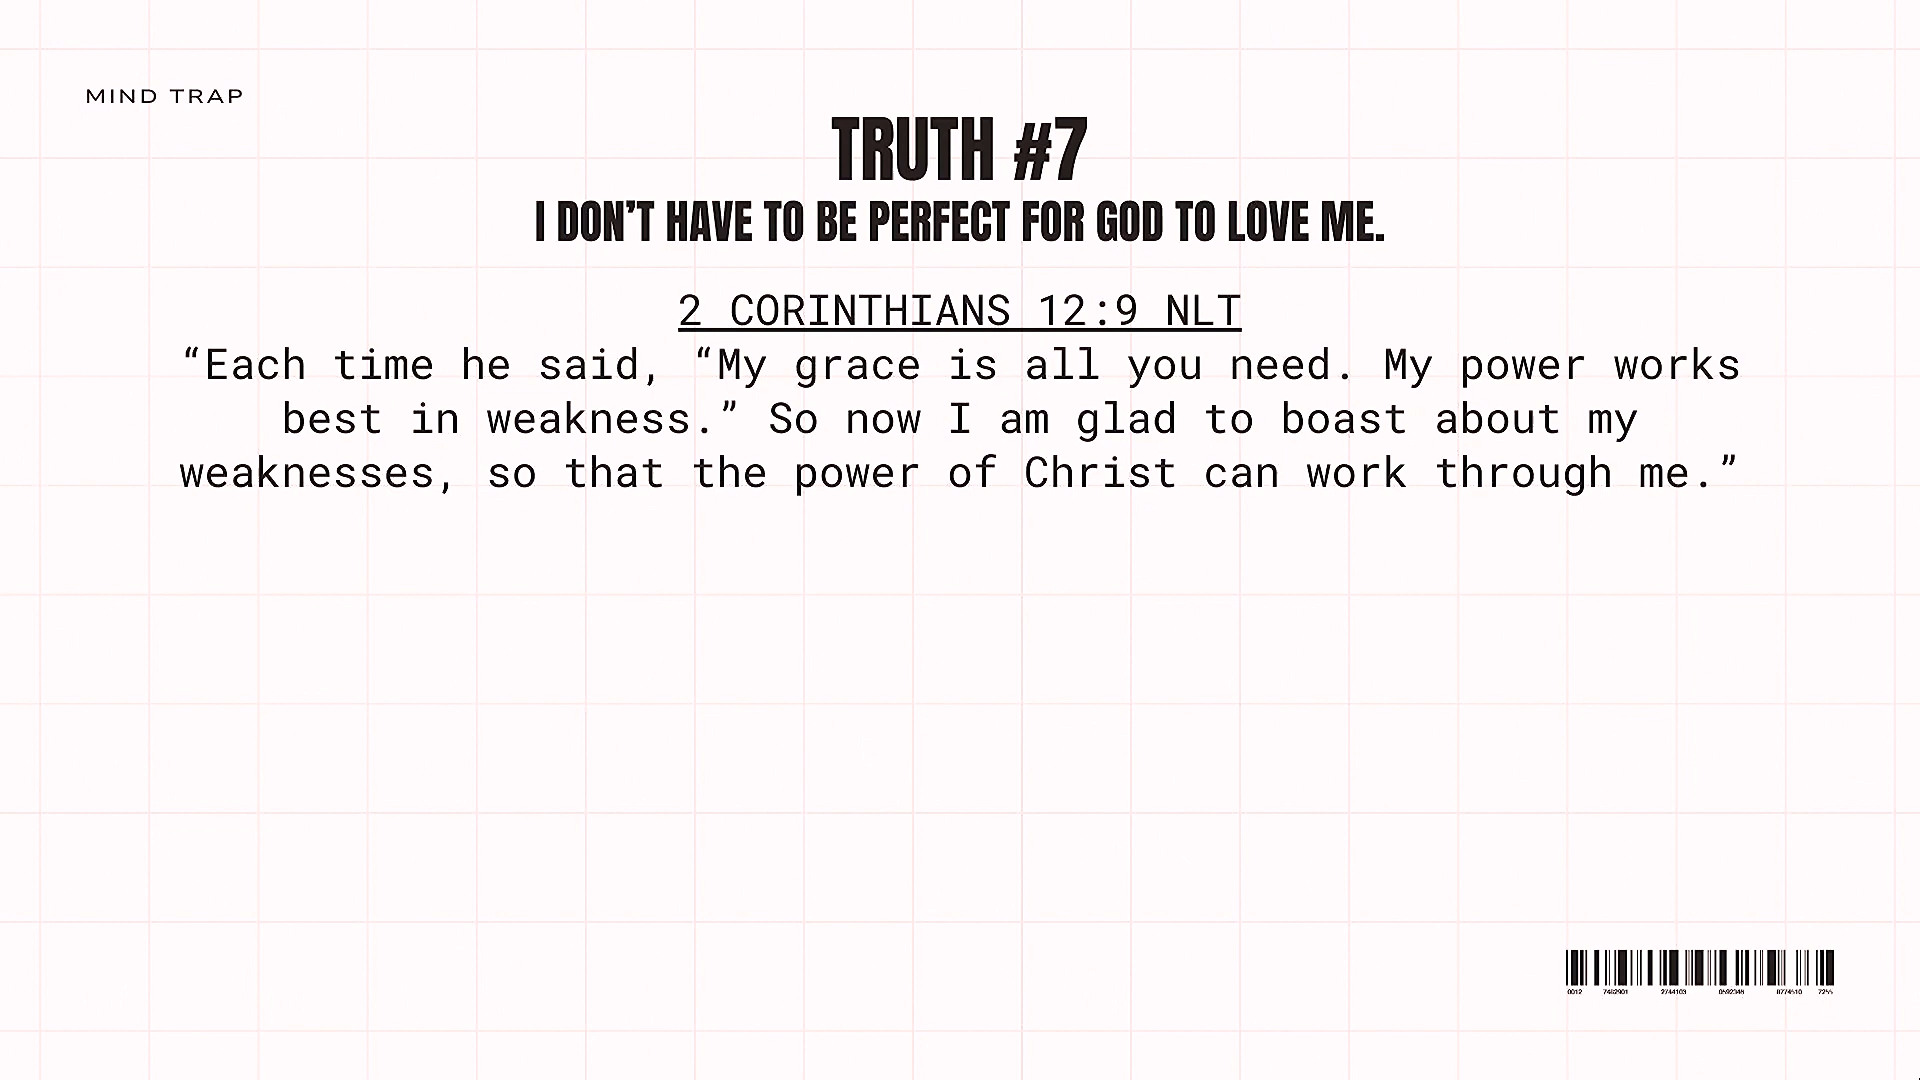 MIND TRAP
TRUTH #7
I DON’T HAVE TO BE PERFECT FOR GOD TO LOVE ME.
2 CORINTHIANS 12:9 NLT
“Each time he said, “My grace is all you need. My power works
best in weakness.” So now I am glad to boast about my
weaknesses, so that the power of Christ can work through me.”
0012 2744103